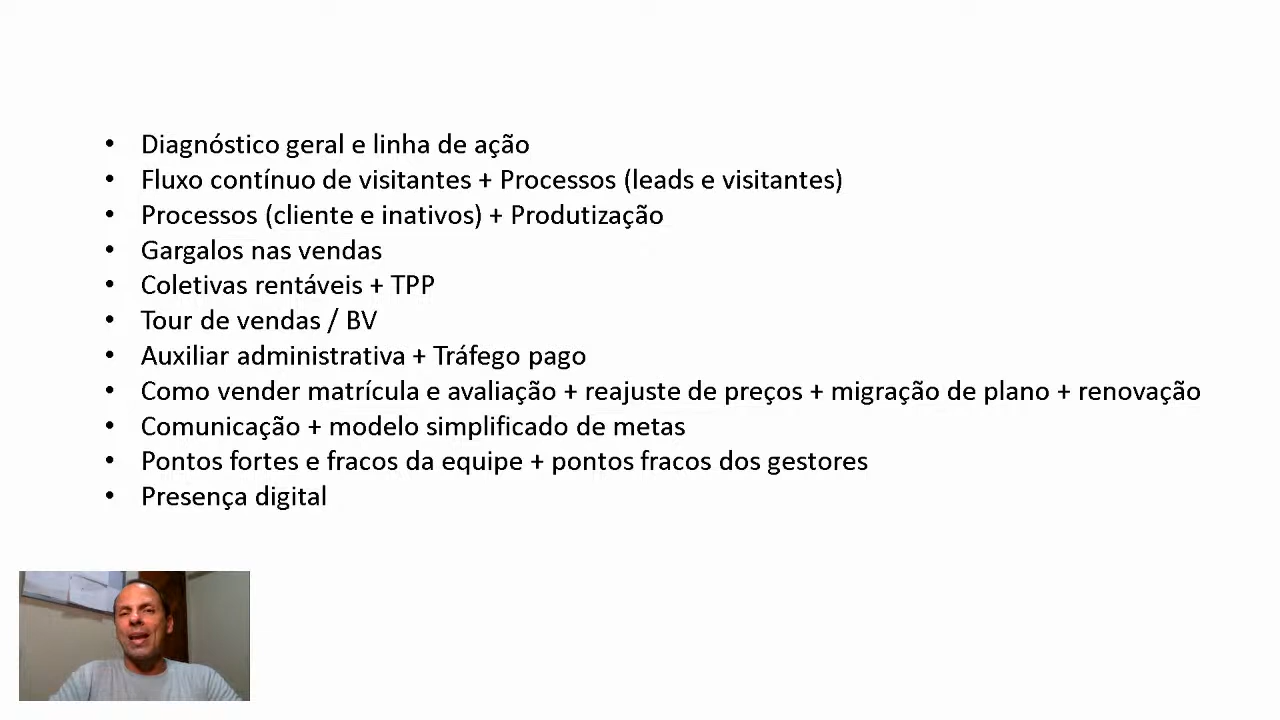 • Diagnóstico geral e linha de ação
• Fluxo contínuo de visitantes + Processos (leads e visitantes)
• Processos (cliente e inativos) + Produtização
• Gargalos nas vendas
• Coletivas rentáveis + TPP
• Tour de vendas / BV
• Auxiliar administrativa + Tráfego pago
• Como vender matrícula e avaliação + reajuste de preços + migração de plano + renovação
• Comunicação + modelo simplificado de metas
• Pontos fortes e fracos da equipe + pontos fracos dos gestores
• Presença digital